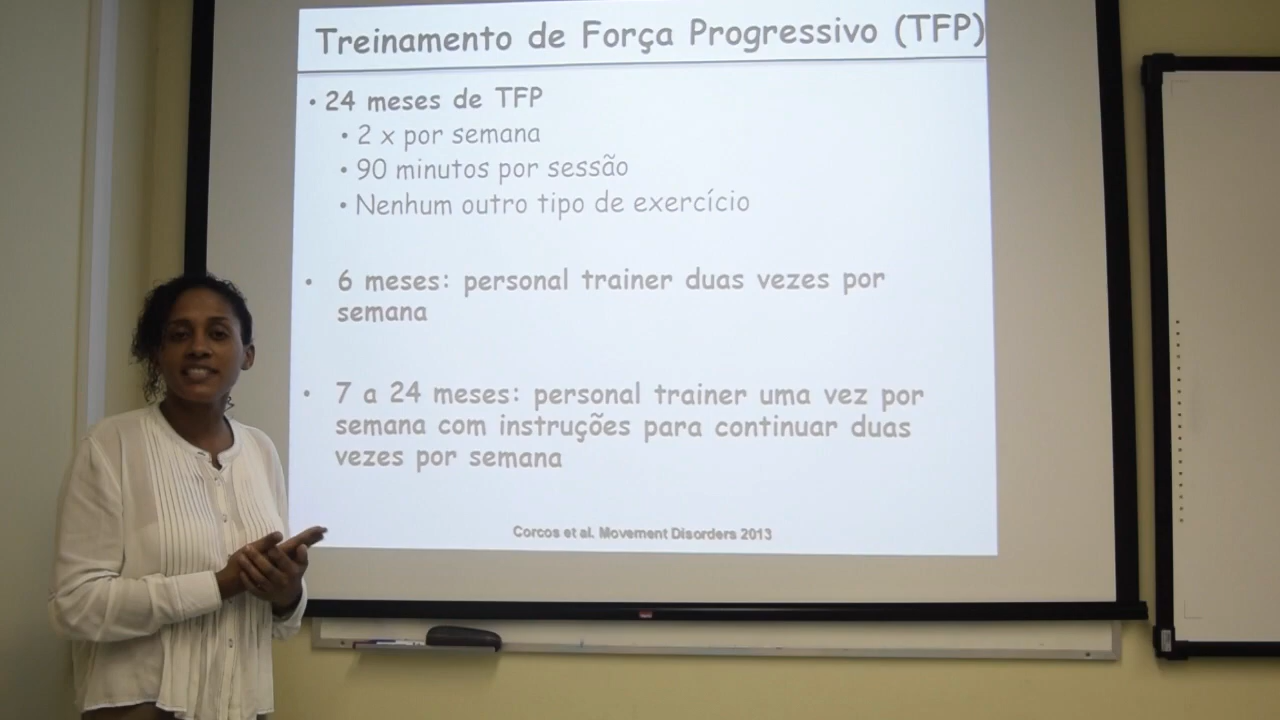 Treinamento de Força Progressivo (TFP)
• 24 meses de TFP
• 2 x por semana
• 90 minutos por sessão
• Nenhum outro tipo de exercício
• 6 meses: personal trainer duas vezes por
semana
• 7 a 24 meses: personal trainer uma vez por
semana com instruções para continuar duas
vezes por semana
Corcos et al. Movement Disorders 2013